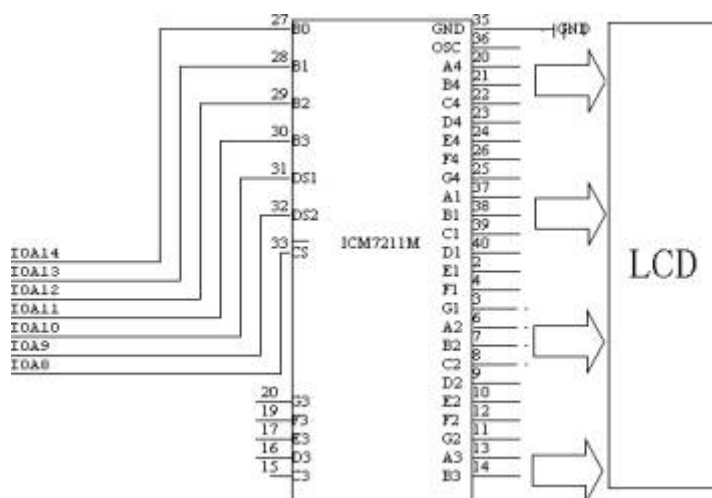 IOA14
IOA13
IOA12
IOA11
IOA10
IOA9
IOA8
27 B0
28 B1
29 B2
30 B3
31 DS1
32 DS2
33 CS
20 G3
19 F3
17 E3
16 D3
15 C3
ICM7211M
GND 35 GND
OSC 36
A4 20
B4 21
C4 22
D4 23
E4 24
F4 26
G4 25
A1 37
B1 38
C1 39
D1 40
E1 2
F1 4
G1 3
A2 6
B2 7
C2 8
D2 9
E2 10
F2 12
G2 11
A3 13
B3 14
LCD